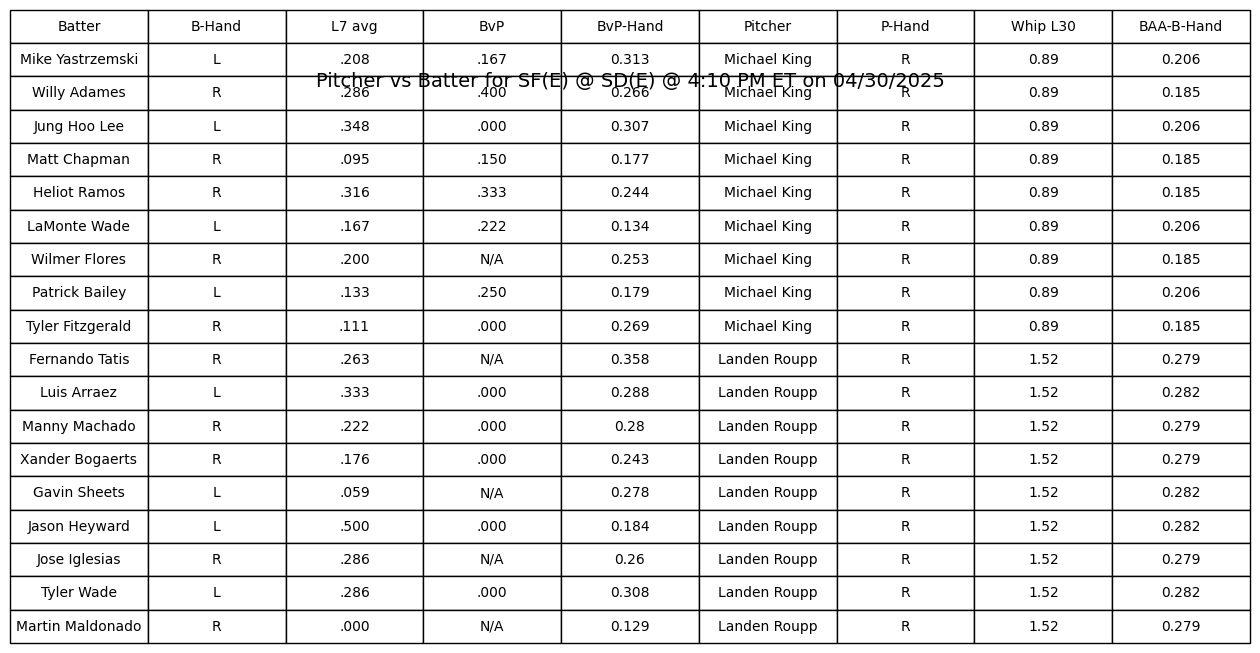 Batter B-Hand L7 avg BvP BvP-Hand Pitcher P-Hand Whip L30 BAA-B-Hand
Mike Yastrzemski L .208 .167 0.313 Michael King R 0.89 0.206
Pitcher vs Batter for SF(E) @ SD(E) @ 4:10 PM ET on 04/30/2025
Willy Adames R .286 .400 0.266 Michael King R 0.89 0.185
Jung Hoo Lee L .348 .000 0.307 Michael King R 0.89 0.206
Matt Chapman R .095 .150 0.177 Michael King R 0.89 0.185
Heliot Ramos R .316 .333 0.244 Michael King R 0.89 0.185
LaMonte Wade L .167 .222 0.134 Michael King R 0.89 0.206
Wilmer Flores R .200 N/A 0.253 Michael King R 0.89 0.185
Patrick Bailey L .133 .250 0.179 Michael King R 0.89 0.206
Tyler Fitzgerald R .111 .000 0.269 Michael King R 0.89 0.185
Fernando Tatis R .263 N/A 0.358 Landen Roupp R 1.52 0.279
Luis Arraez L .333 .000 0.288 Landen Roupp R 1.52 0.282
Manny Machado R .222 .000 0.28 Landen Roupp R 1.52 0.279
Xander Bogaerts R .176 .000 0.243 Landen Roupp R 1.52 0.279
Gavin Sheets L .059 N/A 0.278 Landen Roupp R 1.52 0.282
Jason Heyward L .500 .000 0.184 Landen Roupp R 1.52 0.282
Jose Iglesias R .286 N/A 0.26 Landen Roupp R 1.52 0.279
Tyler Wade L .286 .000 0.308 Landen Roupp R 1.52 0.282
Martin Maldonado R .000 N/A 0.129 Landen Roupp R 1.52 0.279